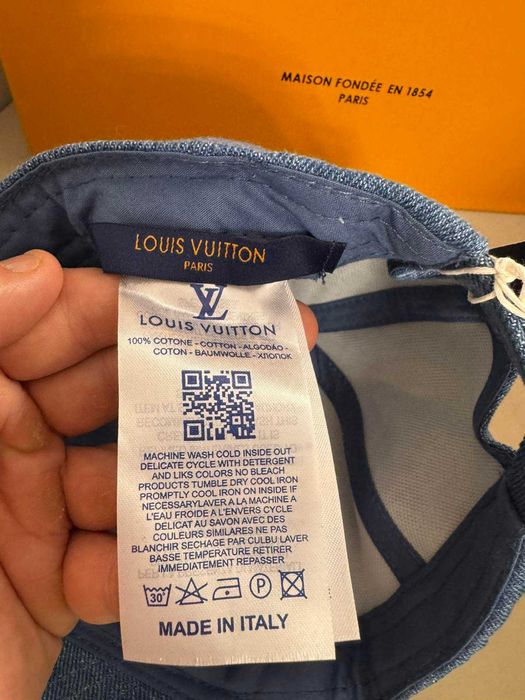 MAISON FONDÉE EN 1854
PARIS
LOUIS VUITTON
PARIS
LV
LOUIS VUITTON
100% COTONE - COTTON - ALGODÃO -
COTON - BAUMWOLLE - ХЛОПОК
MACHINE WASH COLD INSIDE OUT
DELICATE CYCLE WITH DETERGENT
AND LIKS COLORS NO BLEACH
PRODUCTS TUMBLE DRY COOL IRON
PROMPTLY COOL IRON ON INSIDE IF
NECESSARYLAVER A LA MACHINE A
L'EAU FROIDE A L'ENVERS CYCLE
DELICAT AU SAVON AVEC DES
COULEURS SIMILARES NE PAS
BLANCHIR SECHAGE PAR CULBU LAVER
BASSE TEMPERATURE RETIRER
IMMEDIATEMENT REPASSER
30° P
MADE IN ITALY